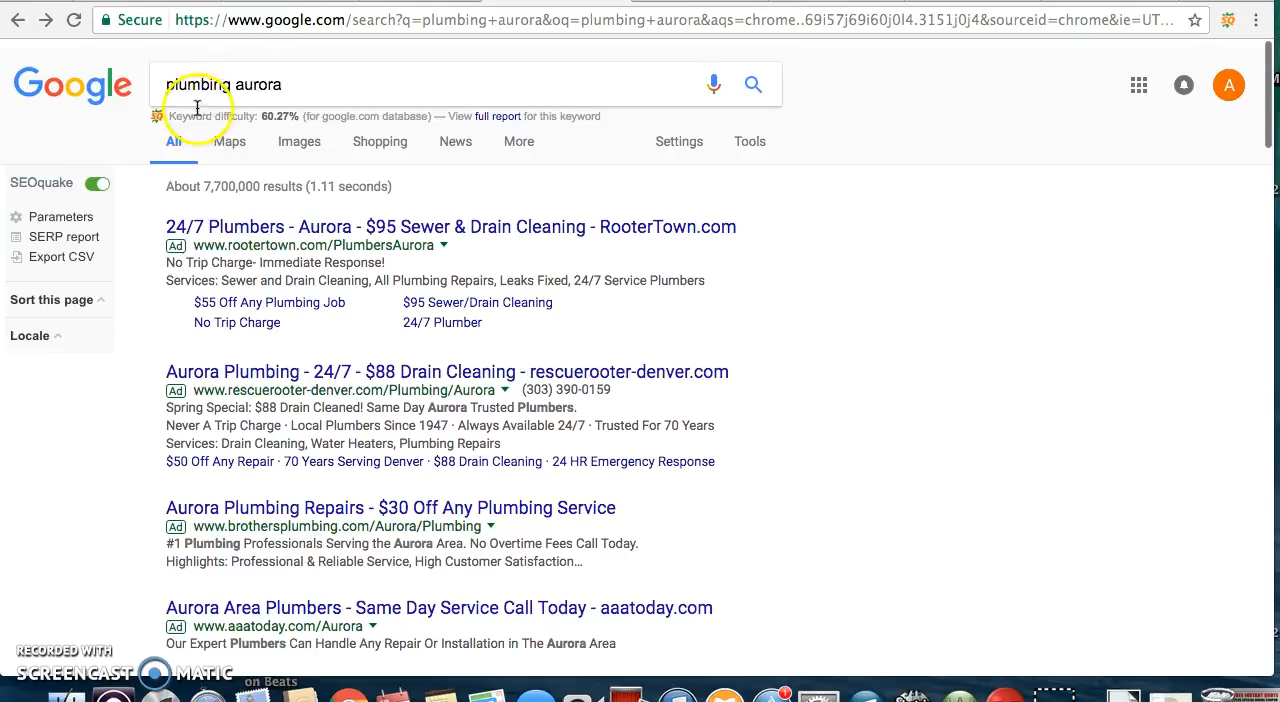 Secure https://www.google.com/search?q=plumbing+aurora&oq=plumbing+aurora&aqs=chrome..69i57j69i60j0l4.3151j0j4&sourceid=chrome&ie=UT...
Google
plumbing aurora
A
Keyword difficulty: 60.27% (for google.com database) — View full report for this keyword
All Maps Images Shopping News More Settings Tools
SEOquake
Parameters
SERP report
Export CSV
Sort this page
Locale
About 7,700,000 results (1.11 seconds)
24/7 Plumbers - Aurora - $95 Sewer & Drain Cleaning - RooterTown.com
Ad www.rootertown.com/PlumbersAurora
No Trip Charge- Immediate Response!
Services: Sewer and Drain Cleaning, All Plumbing Repairs, Leaks Fixed, 24/7 Service Plumbers
$55 Off Any Plumbing Job $95 Sewer/Drain Cleaning
No Trip Charge 24/7 Plumber
Aurora Plumbing - 24/7 - $88 Drain Cleaning - rescuerooter-denver.com
Ad www.rescuerooter-denver.com/Plumbing/Aurora (303) 390-0159
Spring Special: $88 Drain Cleaned! Same Day Aurora Trusted Plumbers.
Never A Trip Charge · Local Plumbers Since 1947 · Always Available 24/7 · Trusted For 70 Years
Services: Drain Cleaning, Water Heaters, Plumbing Repairs
$50 Off Any Repair · 70 Years Serving Denver · $88 Drain Cleaning · 24 HR Emergency Response
Aurora Plumbing Repairs - $30 Off Any Plumbing Service
Ad www.brothersplumbing.com/Aurora/Plumbing
#1 Plumbing Professionals Serving the Aurora Area. No Overtime Fees Call Today.
Highlights: Professional & Reliable Service, High Customer Satisfaction...
Aurora Area Plumbers - Same Day Service Call Today - aaatoday.com
Ad www.aaatoday.com/Aurora
Our Expert Plumbers Can Handle Any Repair Or Installation in The Aurora Area
RECORDED WITH
SCREENCAST MATIC
on Beats
1